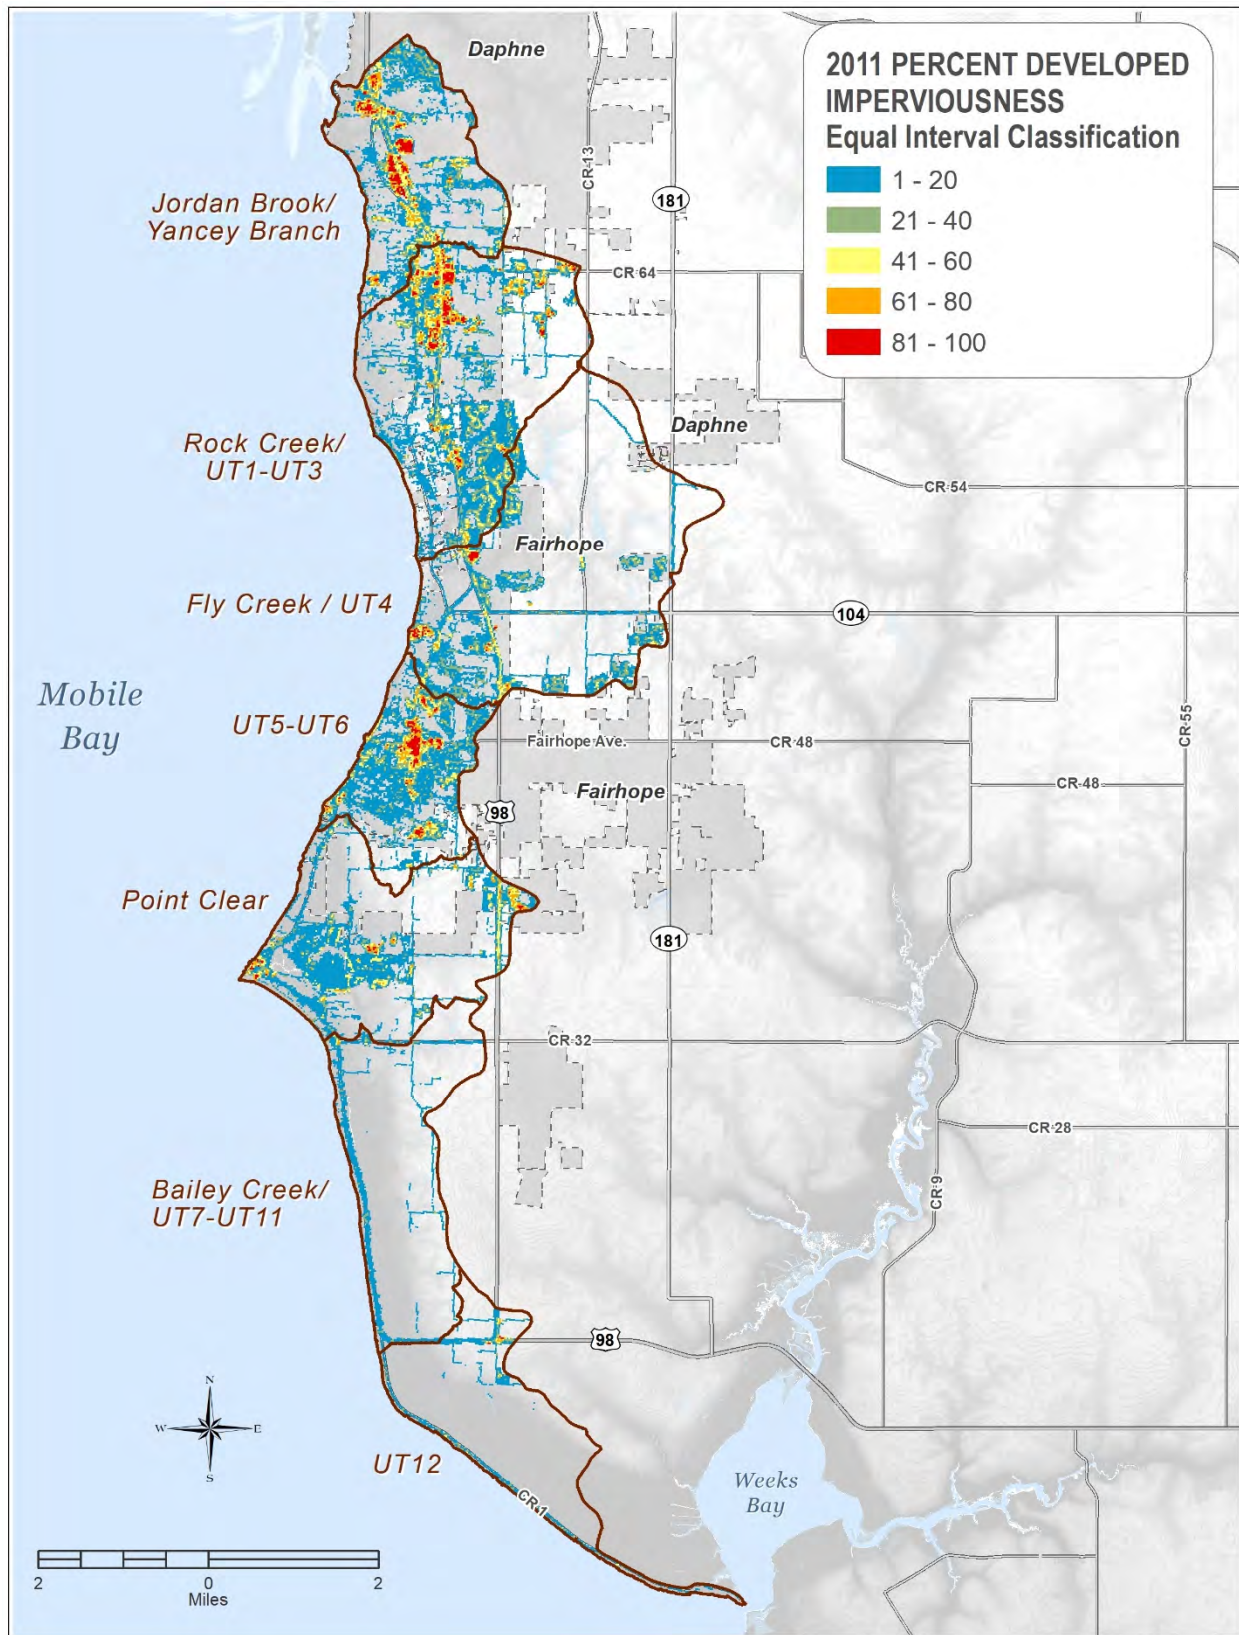 Daphne
2011 PERCENT DEVELOPED
IMPERVIOUSNESS
Equal Interval Classification
1 - 20
21 - 40
41 - 60
61 - 80
81 - 100
CR 13
181
Jordan Brook/
Yancey Branch
CR 64
Daphne
Rock Creek/
UT1-UT3
CR 54
Fairhope
Fly Creek / UT4
104
Mobile
Bay
UT5-UT6
Fairhope Ave.
CR 48
CR 55
CR 48
Fairhope
98
Point Clear
181
CR 32
CR 28
Bailey Creek/
UT7-UT11
CR 9
98
N
W
E
S
UT12
CR 1
Weeks
Bay
2
0
2
Miles